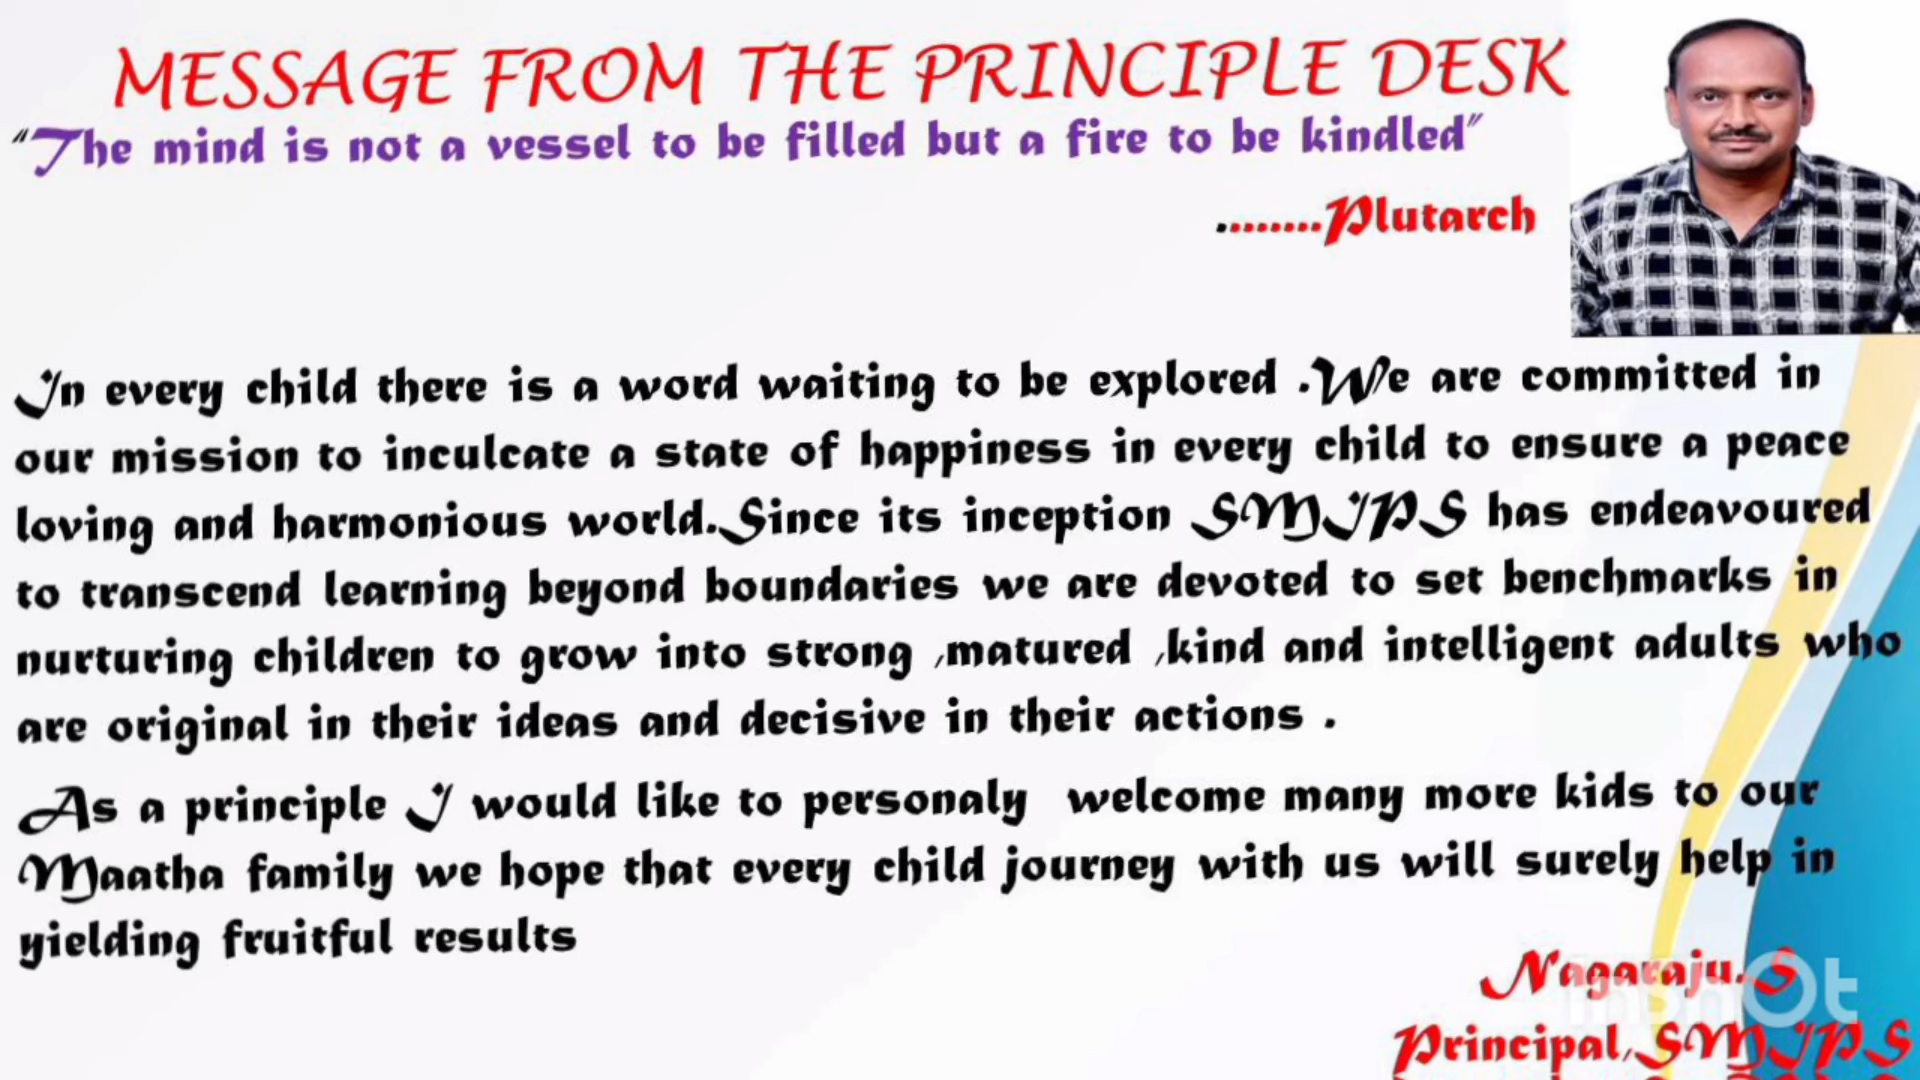 MESSAGE FROM THE PRINCIPLE DESK
"The mind is not a vessel to be filled but a fire to be kindled"
........Plutarch
In every child there is a word waiting to be explored .We are committed in
our mission to inculcate a state of happiness in every child to ensure a peace
loving and harmonious world.Since its inception SMJPS has endeavoured
to transcend learning beyond boundaries we are devoted to set benchmarks in
nurturing children to grow into strong ,matured ,kind and intelligent adults who
are original in their ideas and decisive in their actions .
As a principle I would like to personaly welcome many more kids to our
Maatha family we hope that every child journey with us will surely help in
yielding fruitful results
Nagaraju.S
Principal,SMJPS